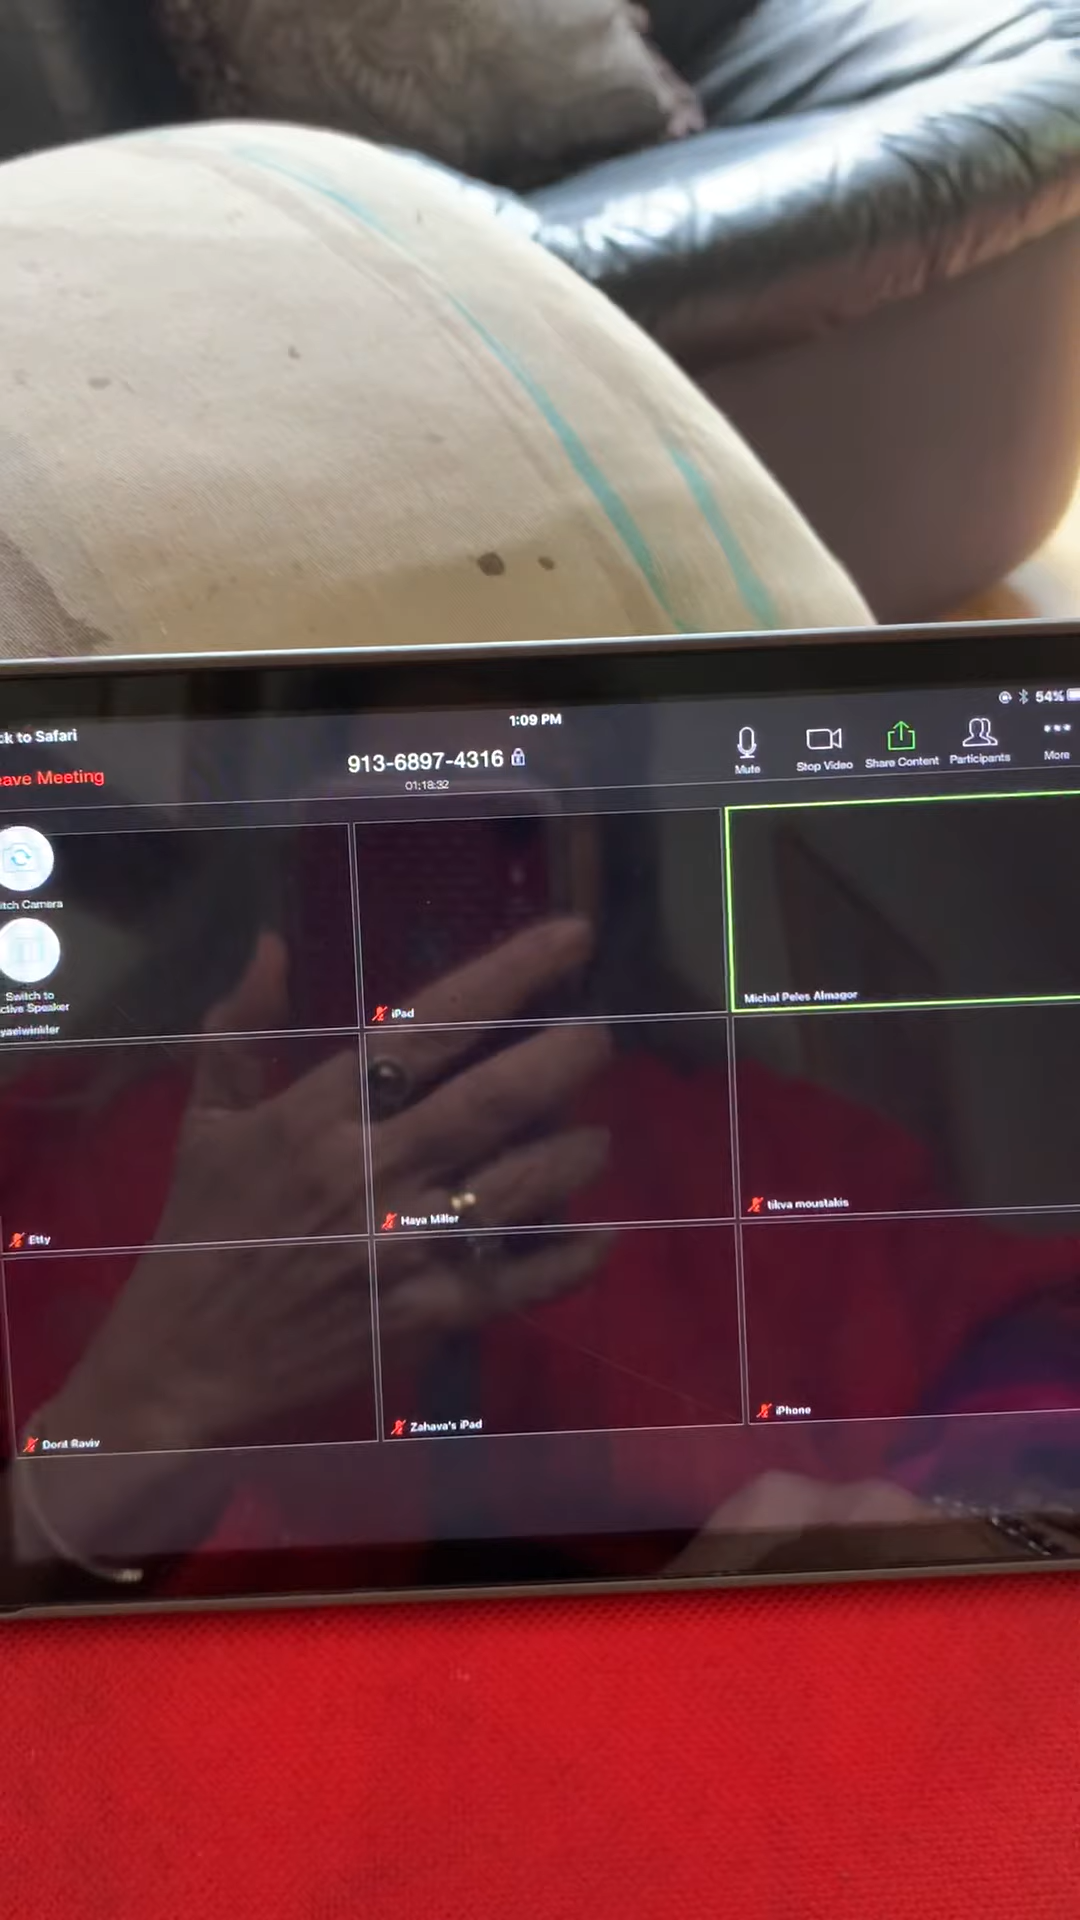 ck to Safari
1:09 PM
54%
eave Meeting
913-6897-4316
01:18:32
Mute
Stop Video
Share Content
Participants
More
itch Camera
Switch to
ctive Speaker
yaelwinkler
iPad
Michal Peles Almagor
Etty
Haya Miller
tikva moustakis
Dorit Raviv
Zahava's iPad
iPhone